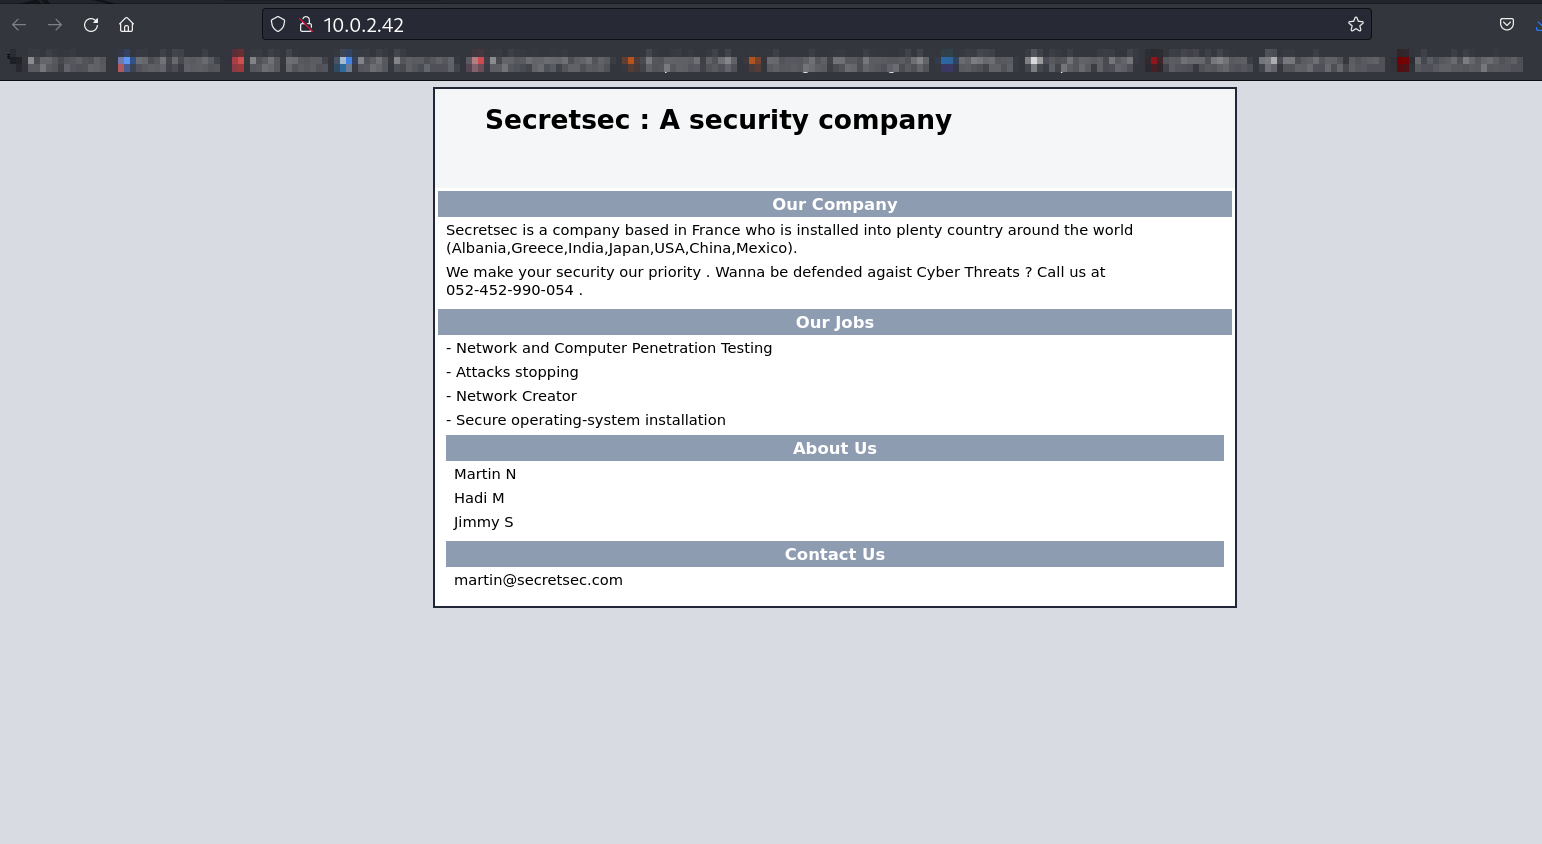 10.0.2.42
Secretsec : A security company
Our Company
Secretsec is a company based in France who is installed into plenty country around the world
(Albania,Greece,India,Japan,USA,China,Mexico).
We make your security our priority . Wanna be defended agaist Cyber Threats ? Call us at
052-452-990-054 .
Our Jobs
- Network and Computer Penetration Testing
- Attacks stopping
- Network Creator
- Secure operating-system installation
About Us
Martin N
Hadi M
Jimmy S
Contact Us
martin@secretsec.com